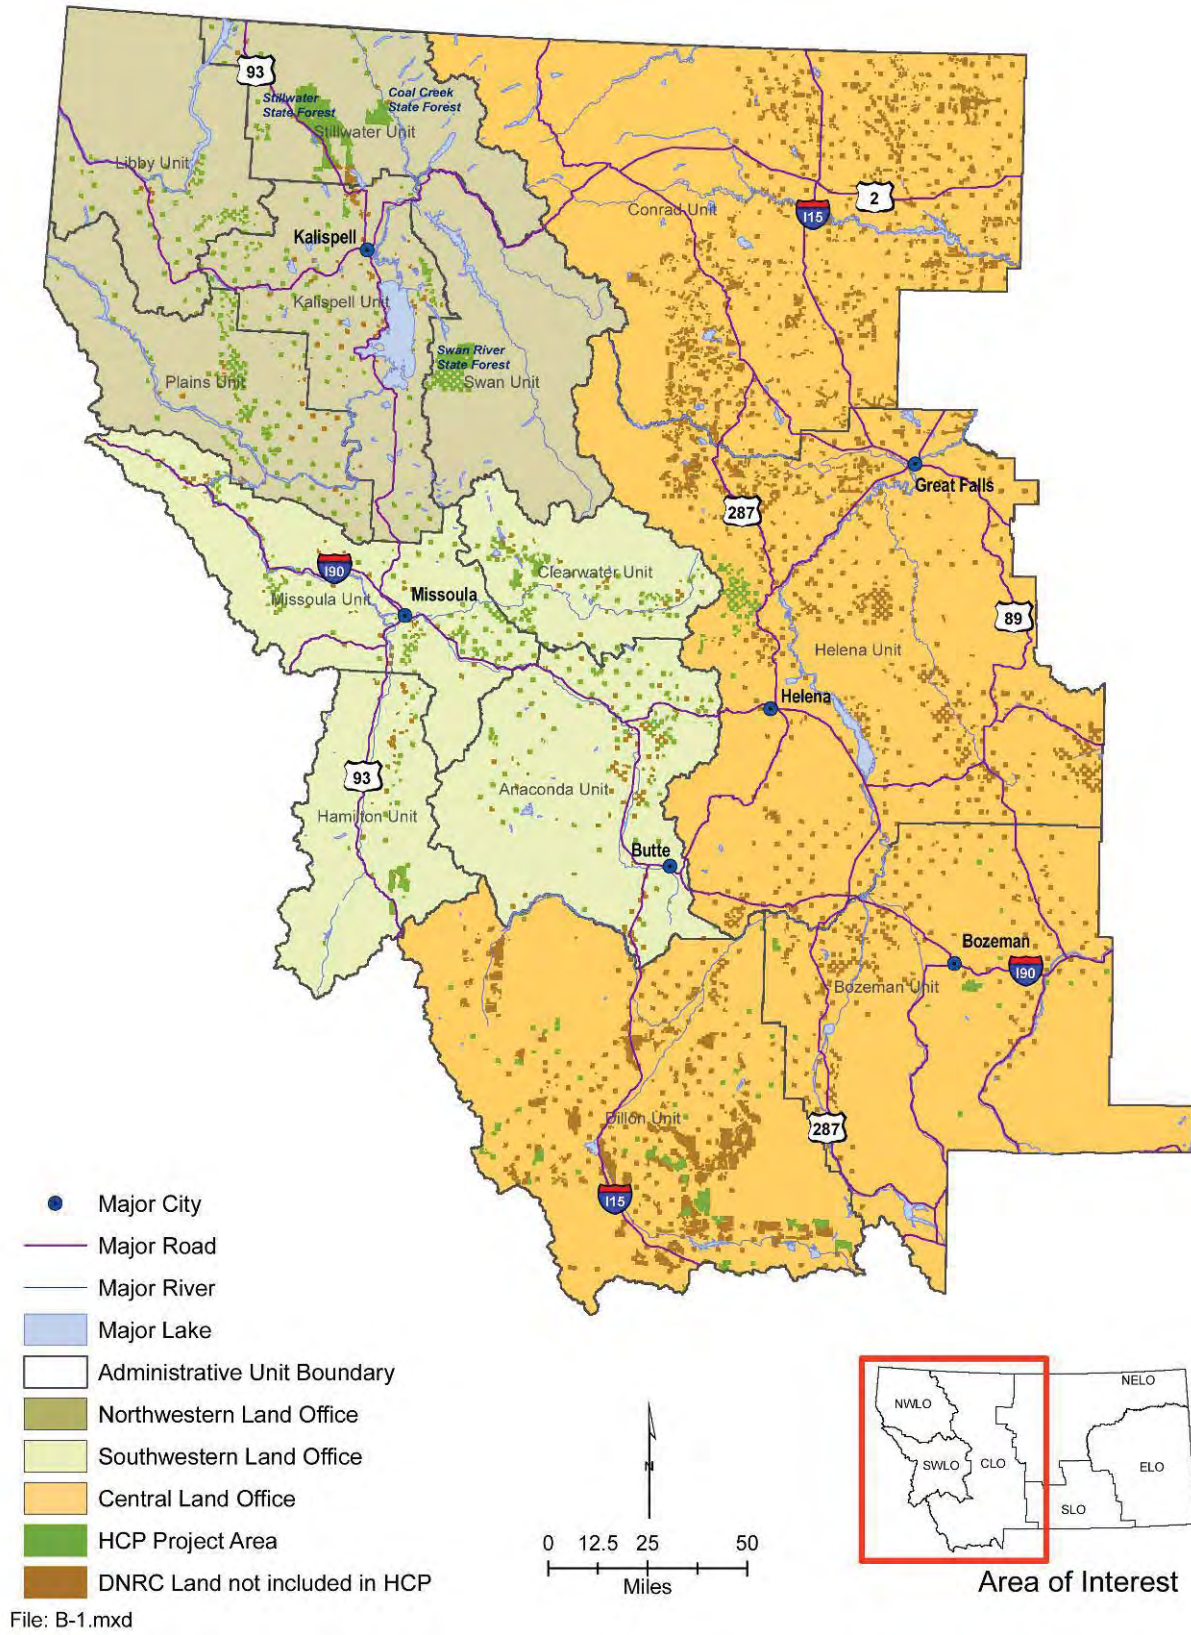 93
Stillwater
State Forest
Coal Creek
State Forest
Stillwater Unit
Libby Unit
2
Conrad Unit
I15
Kalispell
Kalispell Unit
Swan River
State Forest
Swan Unit
Plains Unit
Great Falls
287
I90
Clearwater Unit
Missoula Unit
Missoula
89
Helena Unit
Helena
93
Anaconda Unit
Hamilton Unit
Butte
Bozeman
I90
Bozeman Unit
Dillon Unit
287
I15
Major City
Major Road
Major River
Major Lake
Administrative Unit Boundary
Northwestern Land Office
Southwestern Land Office
Central Land Office
HCP Project Area
DNRC Land not included in HCP
File: B-1.mxd
N
0 12.5 25 50
Miles
NWLO
NELO
SWLO
CLO
ELO
SLO
Area of Interest